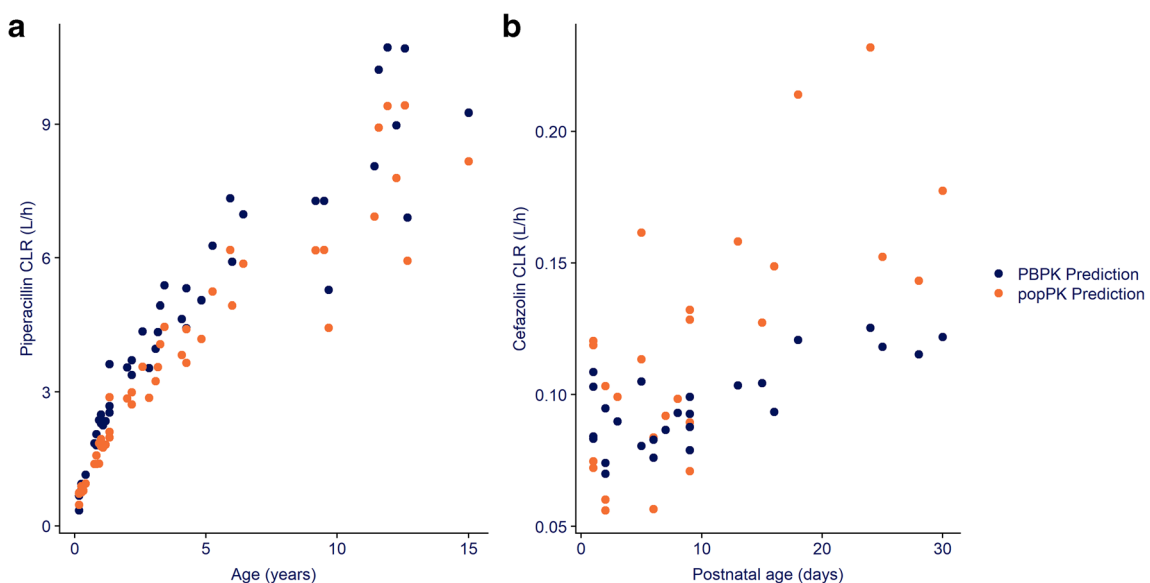 a
Piperacillin CLR (L/h)
9
6
3
0
0 5 10 15
Age (years)
b
Cefazolin CLR (L/h)
0.20
0.15
0.10
0.05
0 10 20 30
Postnatal age (days)
PBPK Prediction
popPK Prediction